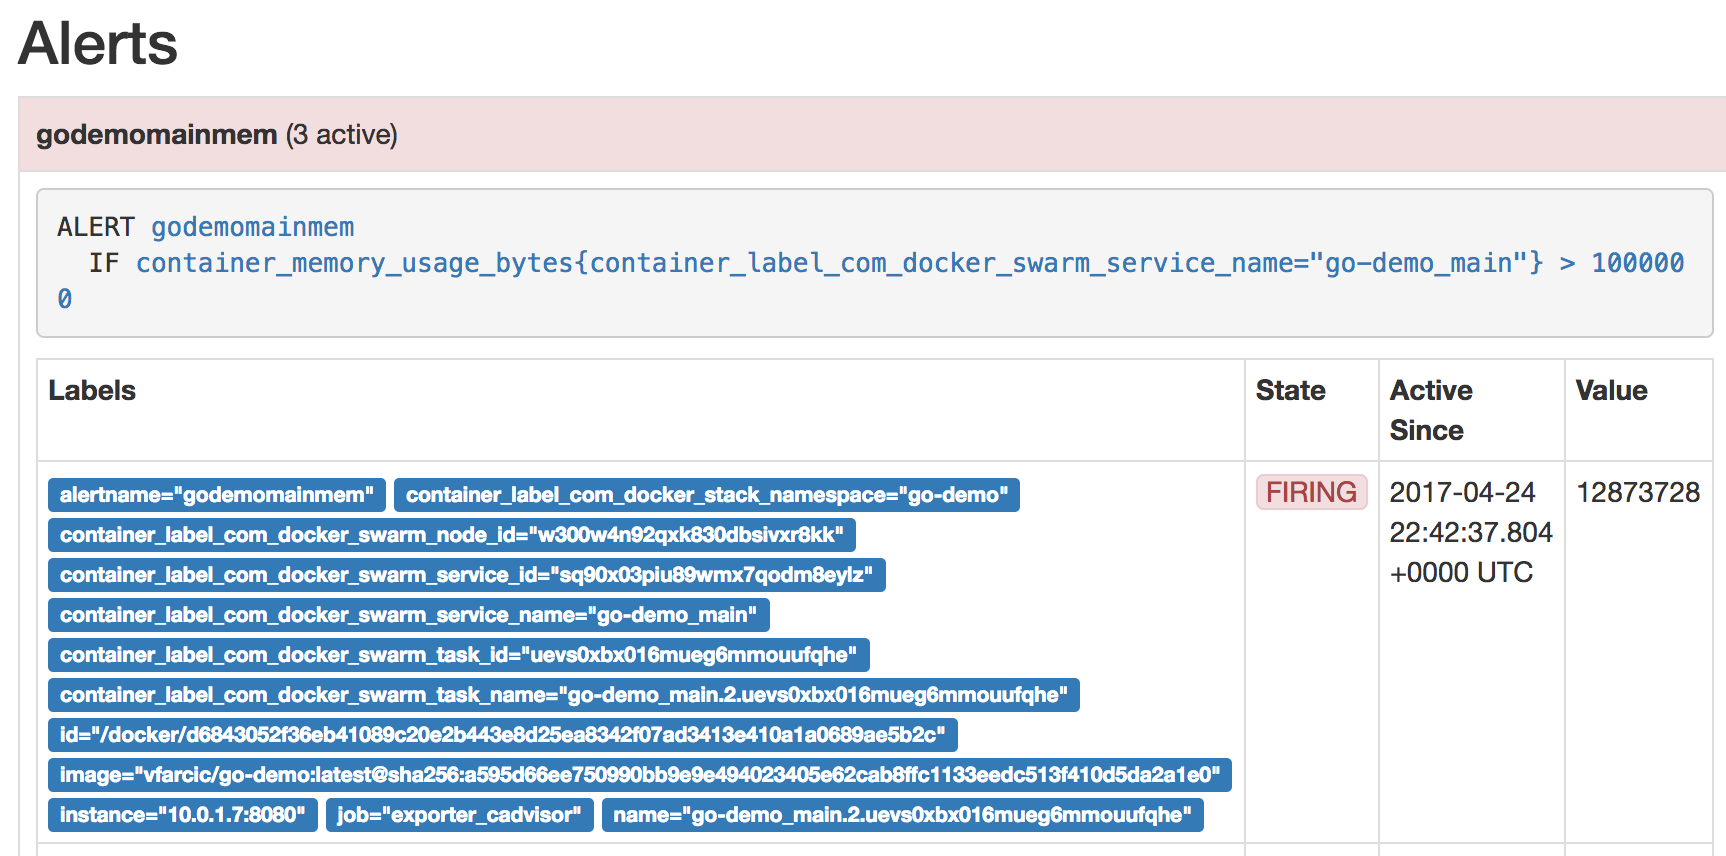 Alerts
godemomainmem (3 active)
ALERT godemomainmem
IF container_memory_usage_bytes{container_label_com_docker_swarm_service_name="go-demo_main"} > 100000
0
Labels State Active Since Value
alertname="godemomainmem" container_label_com_docker_stack_namespace="go-demo"
container_label_com_docker_swarm_node_id="w300w4n92qxk830dbsivxr8kk"
container_label_com_docker_swarm_service_id="sq90x03piu89wmx7qodm8eylz"
container_label_com_docker_swarm_service_name="go-demo_main"
container_label_com_docker_swarm_task_id="uevs0xbx016mueg6mmouufqhe"
container_label_com_docker_swarm_task_name="go-demo_main.2.uevs0xbx016mueg6mmouufqhe"
id="/docker/d6843052f36eb41089c20e2b443e8d25ea8342f07ad3413e410a1a0689ae5b2c"
image="vfarcic/go-demo:latest@sha256:a595d66ee750990bb9e9e494023405e62cab8ffc1133eedc513f410d5da2a1e0"
instance="10.0.1.7:8080" job="exporter_cadvisor" name="go-demo_main.2.uevs0xbx016mueg6mmouufqhe"
FIRING
2017-04-24
22:42:37.804
+0000 UTC
12873728